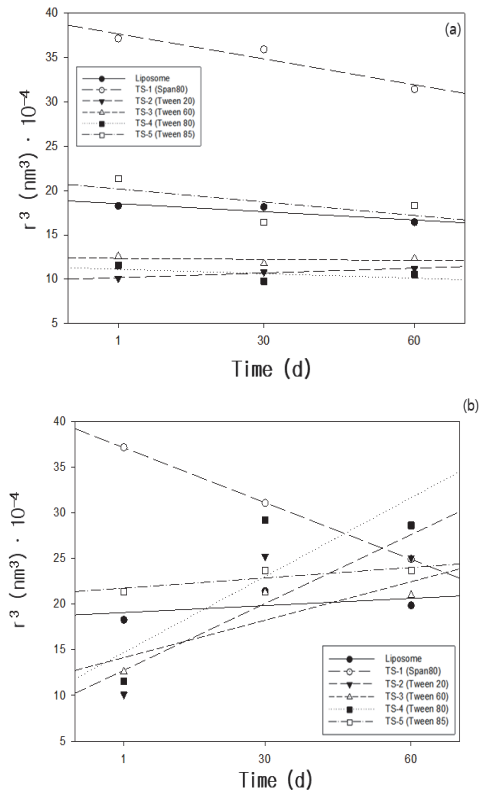 (a)
40
35
30
25
20
15
10
5
r³ (nm³) · 10⁻⁴
Liposome
TS-1 (Span80)
TS-2 (Tween 20)
TS-3 (Tween 60)
TS-4 (Tween 80)
TS-5 (Tween 85)
1 30 60
Time (d)
(b)
40
35
30
25
20
15
10
5
r³ (nm³) · 10⁻⁴
Liposome
TS-1 (Span80)
TS-2 (Tween 20)
TS-3 (Tween 60)
TS-4 (Tween 80)
TS-5 (Tween 85)
1 30 60
Time (d)